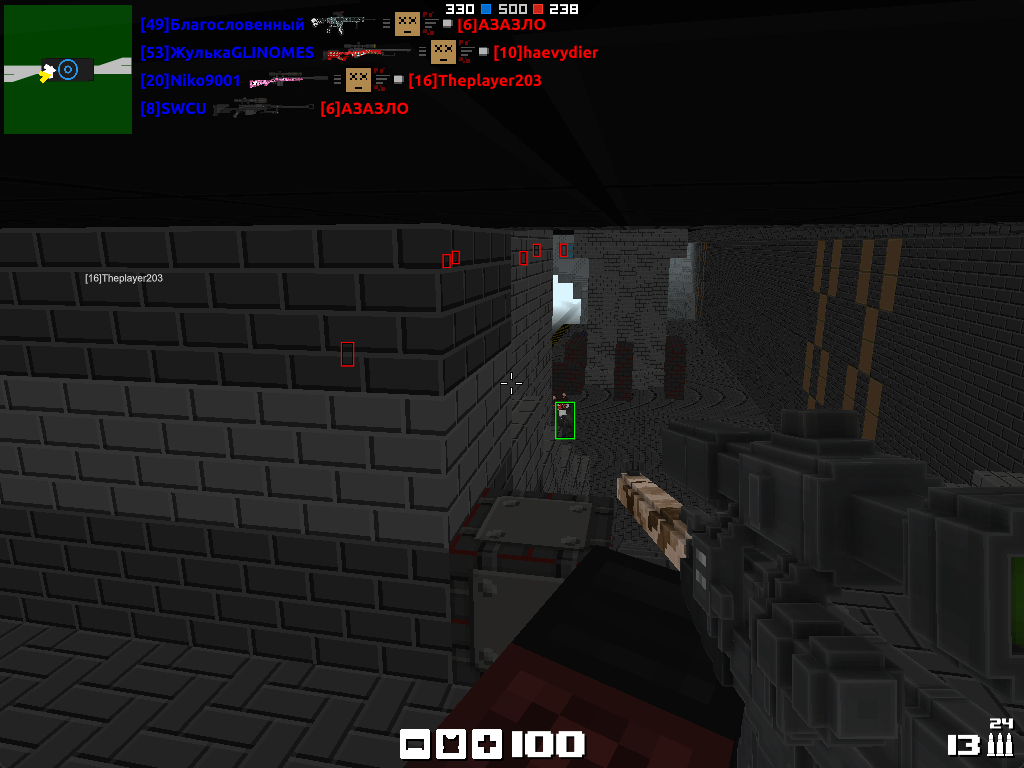 330 500 238
[49]Благословенный [6]АЗАЗЛО
[53]ЖулькаGLINOMES [10]haevydier
[20]Niko9001 [16]Theplayer203
[8]SWCU [6]АЗАЗЛО
[16]Theplayer203
100
24
13